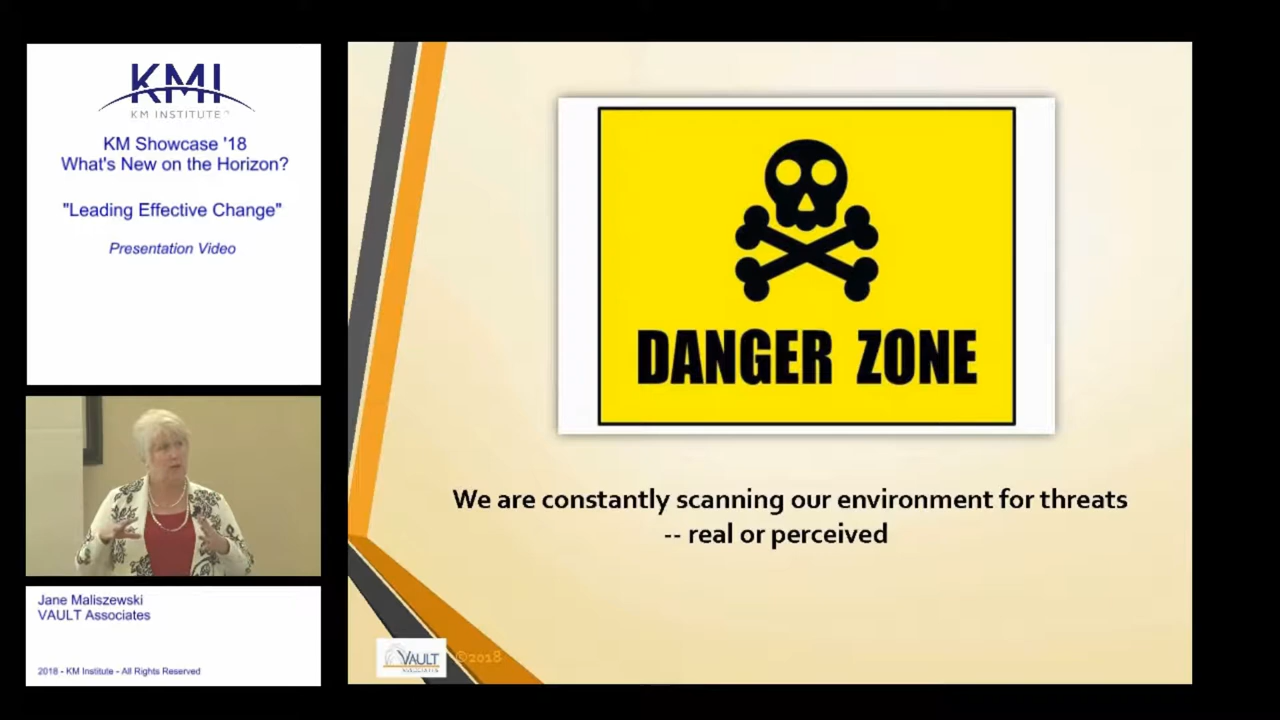 KMI
KM INSTITUTE
KM Showcase '18
What's New on the Horizon?
"Leading Effective Change"
Presentation Video
Jane Maliszewski
VAULT Associates
2018 - KM Institute - All Rights Reserved
DANGER ZONE
We are constantly scanning our environment for threats
-- real or perceived
VAULT
©2018